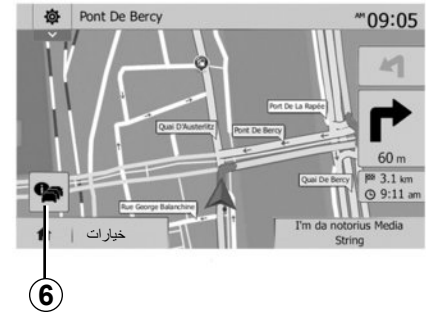 Pont De Bercy
AM 09:05
Port De La Rapée
Quai D'Austerlitz
Pont De Bercy
60 m
Quai De Bercy
3.1 km
9:11 am
Rue George Balanchine
خيارات
I'm da notorius Media
String
6